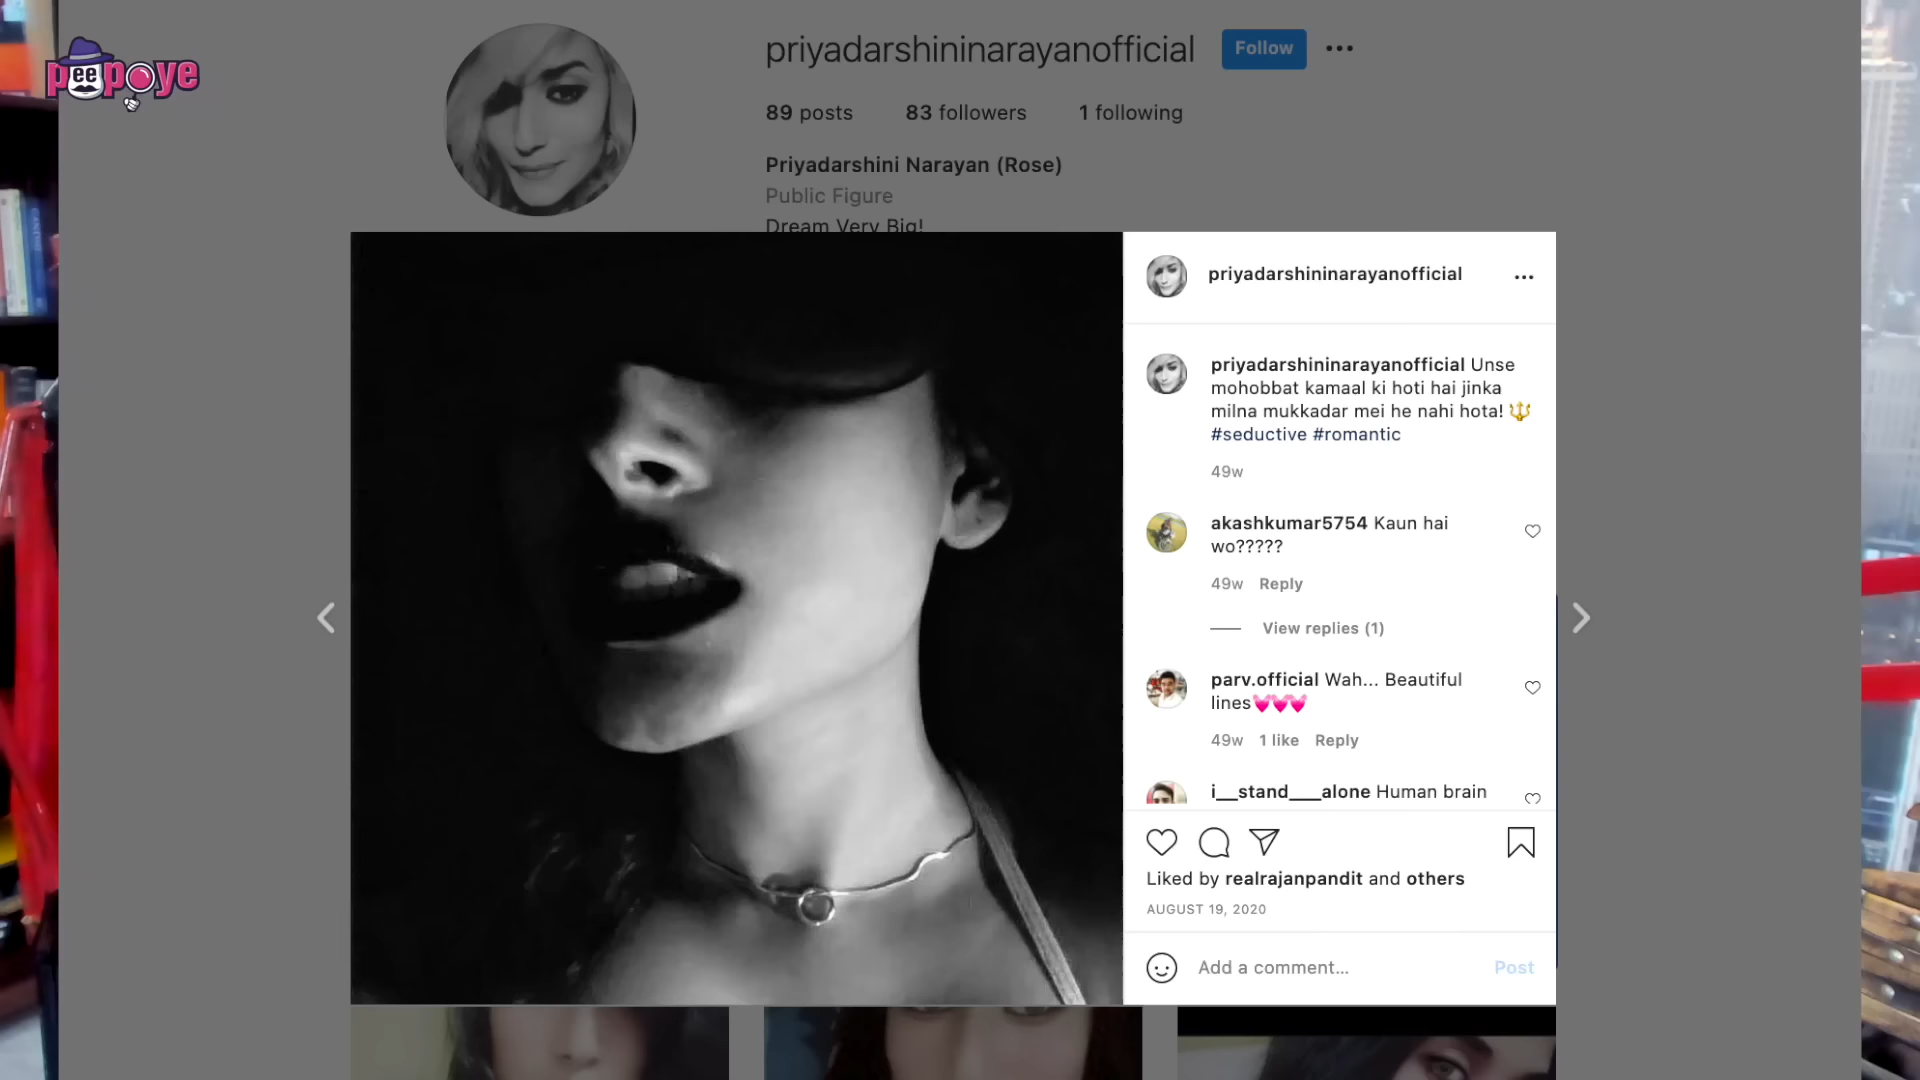 peepoye
priyadarshininarayanofficial
Follow
89 posts 83 followers 1 following
Priyadarshini Narayan (Rose)
Public Figure
Dream Very Big!
priyadarshininarayanofficial
priyadarshininarayanofficial Unse
mohobbat kamaal ki hoti hai jinka
milna mukkadar mei he nahi hota! 🔱
#seductive #romantic
49w
akashkumar5754 Kaun hai
wo?????
49w Reply
View replies (1)
parv.official Wah... Beautiful
lines💓💓💓
49w 1 like Reply
i__stand___alone Human brain
Liked by realrajanpandit and others
AUGUST 19, 2020
Add a comment...
Post